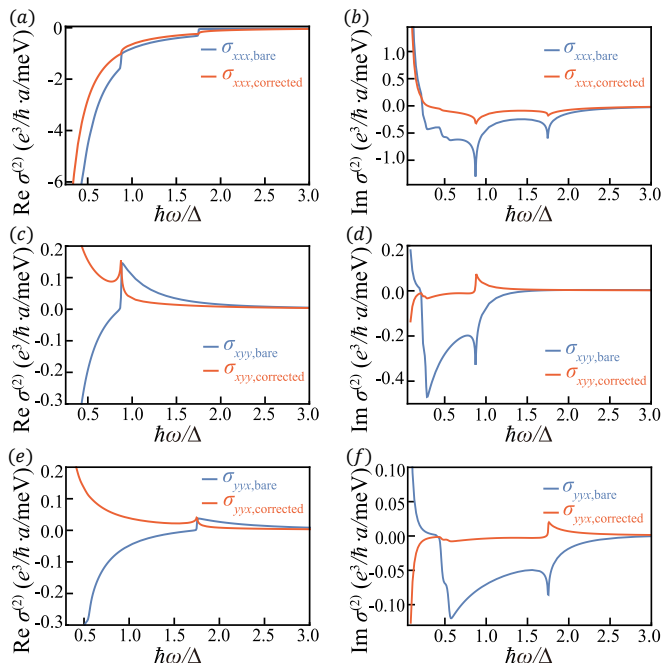 (a)
Re σ⁽²⁾ (e³/ħ ·a/meV)
0
-2
-4
-6
σxxx,bare
σxxx,corrected
0.5 1.0 1.5 2.0 2.5 3.0
ħω/Δ
(b)
Im σ⁽²⁾ (e³/ħ ·a/meV)
1.0
0.5
-0.0
-0.5
-1.0
σxxx,bare
σxxx,corrected
0.5 1.0 1.5 2.0 2.5 3.0
ħω/Δ
(c)
Re σ⁽²⁾ (e³/ħ ·a/meV)
0.2
0.1
0.0
-0.1
-0.2
-0.3
σxyy,bare
σxyy,corrected
0.5 1.0 1.5 2.0 2.5 3.0
ħω/Δ
(d)
Im σ⁽²⁾ (e³/ħ ·a/meV)
0.2
0.0
-0.2
-0.4
σxyy,bare
σxyy,corrected
0.5 1.0 1.5 2.0 2.5 3.0
ħω/Δ
(e)
Re σ⁽²⁾ (e³/ħ ·a/meV)
0.2
0.1
0.0
-0.1
-0.2
-0.3
σyyx,bare
σyyx,corrected
0.5 1.0 1.5 2.0 2.5 3.0
ħω/Δ
(f)
Im σ⁽²⁾ (e³/ħ ·a/meV)
0.10
0.05
0.00
-0.05
-0.10
σyyx,bare
σyyx,corrected
0.5 1.0 1.5 2.0 2.5 3.0
ħω/Δ